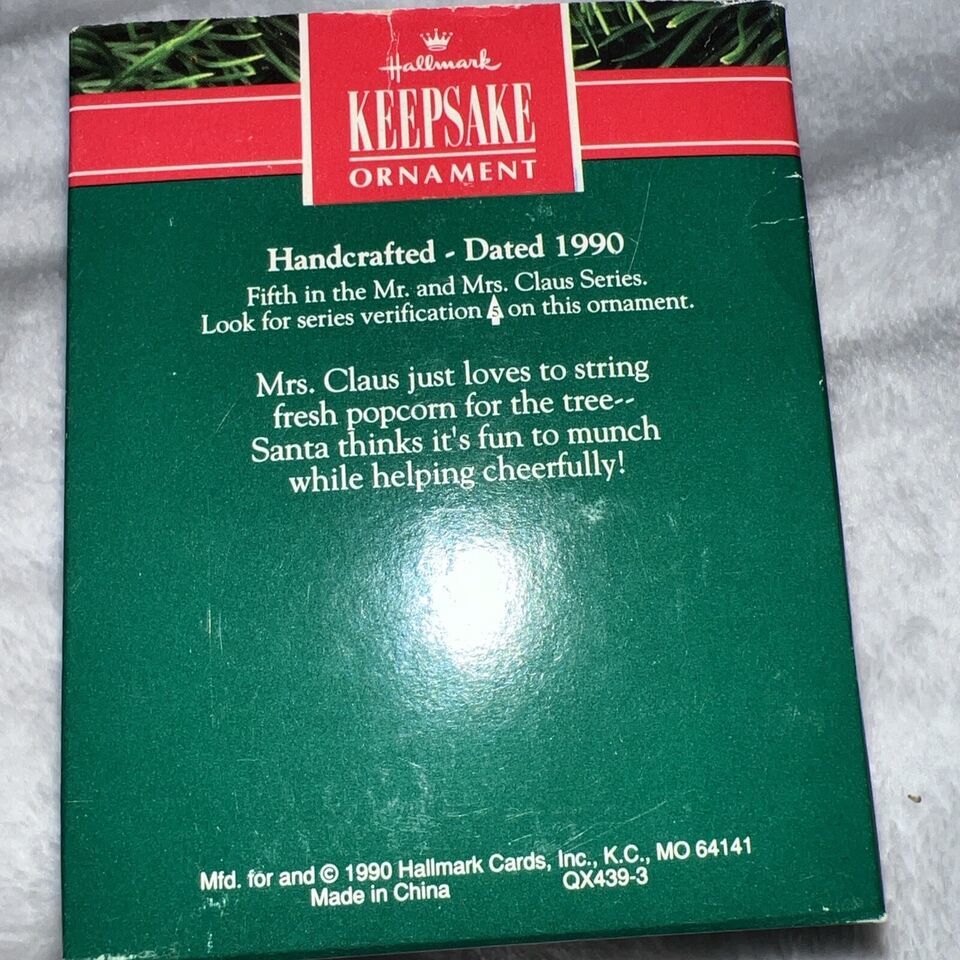 Hallmark
KEEPSAKE
ORNAMENT
Handcrafted - Dated 1990
Fifth in the Mr. and Mrs. Claus Series.
Look for series verification 5 on this ornament.
Mrs. Claus just loves to string
fresh popcorn for the tree--
Santa thinks it's fun to munch
while helping cheerfully!
Mfd. for and © 1990 Hallmark Cards, Inc., K.C., MO 64141
Made in China QX439-3